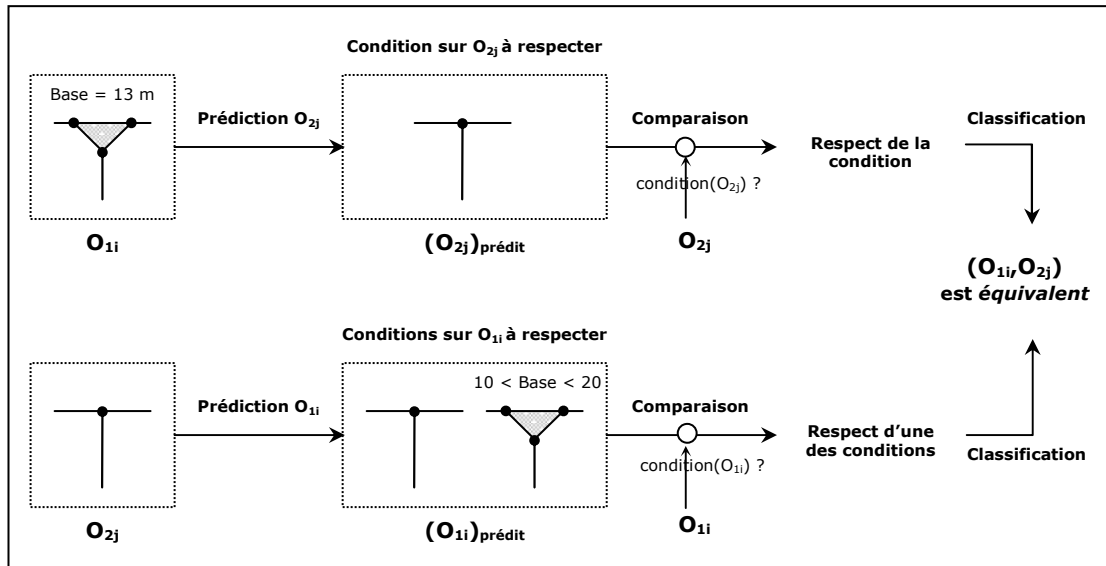 Condition sur O2j à respecter
Base = 13 m
Prédiction O2j
Comparaison
Classification
Respect de la
condition
condition(O2j) ?
O1i
(O2j)prédit
O2j
(O1i,O2j)
est équivalent
Conditions sur O1i à respecter
10 < Base < 20
Prédiction O1i
Comparaison
Respect d'une
des conditions
Classification
condition(O1i) ?
O2j
(O1i)prédit
O1i